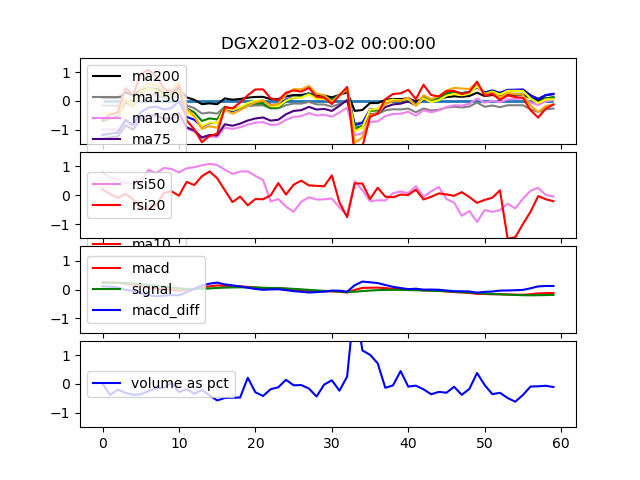 DGX2012-03-02 00:00:00
1
0
−1
ma200
ma150
ma100
ma75
1
0
−1
rsi50
rsi20
ma10
1
0
−1
macd
signal
macd_diff
1
0
−1
volume as pct
0 10 20 30 40 50 60